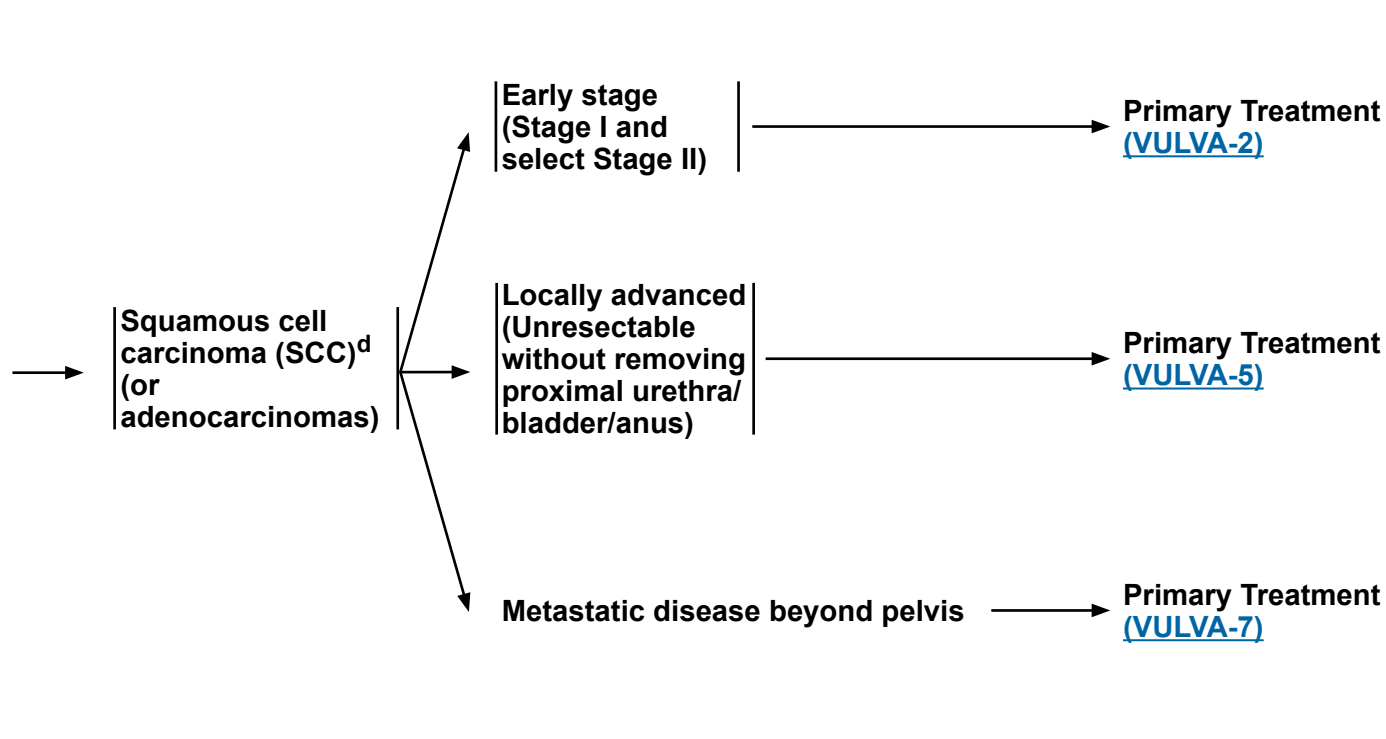 Early stage
(Stage I and
select Stage II)
Primary Treatment
(VULVA-2)
Squamous cell
carcinoma (SCC)d
(or
adenocarcinomas)
Locally advanced
(Unresectable
without removing
proximal urethra/
bladder/anus)
Primary Treatment
(VULVA-5)
Metastatic disease beyond pelvis
Primary Treatment
(VULVA-7)